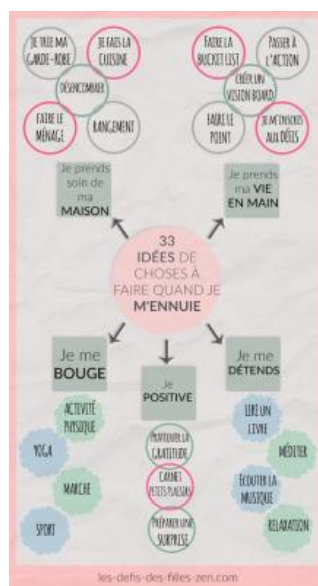 JE TRIE MA
GARDE-ROBE
JE FAIS LA
CUISINE
DÉSENCOMBRER
FAIRE LE
MÉNAGE
RANGEMENT
FAIRE LA
BUCKET LIST
PASSER À
L'ACTION
CRÉER UN
VISION BOARD
FAIRE LE
POINT
JE M'INSCRIS
AUX DÉFIS
Je prends
soin de
ma
MAISON
Je prends
ma VIE
EN MAIN
33
IDÉES DE
CHOSES À
FAIRE QUAND JE
M'ENNUIE
Je me
BOUGE
Je
POSITIVE
Je me
DÉTENDS
ACTIVITÉ
PHYSIQUE
YOGA
MARCHE
SPORT
PRATIQUER LA
GRATITUDE
CARNET
PETITS PLAISIRS
PRÉPARER UNE
SURPRISE
LIRE UN
LIVRE
MÉDITER
ECOUTER LA
MUSIQUE
RELAXATION
les-defis-des-filles-zen.com